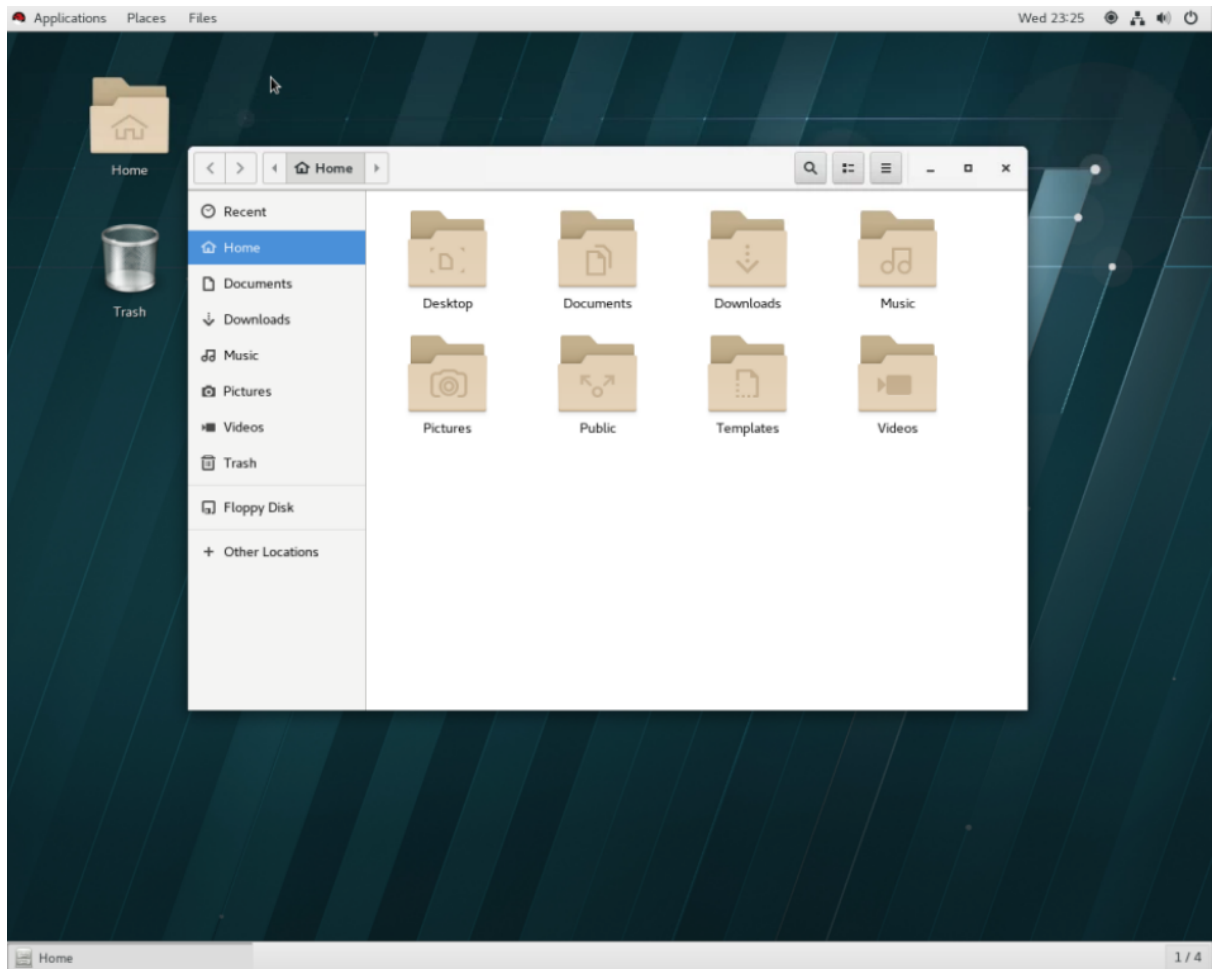 Applications Places Files Wed 23:25
Home
Trash
Home
Recent
Home
Documents
Downloads
Music
Pictures
Videos
Trash
Floppy Disk
+ Other Locations
Desktop Documents Downloads Music
Pictures Public Templates Videos
Home 1 / 4